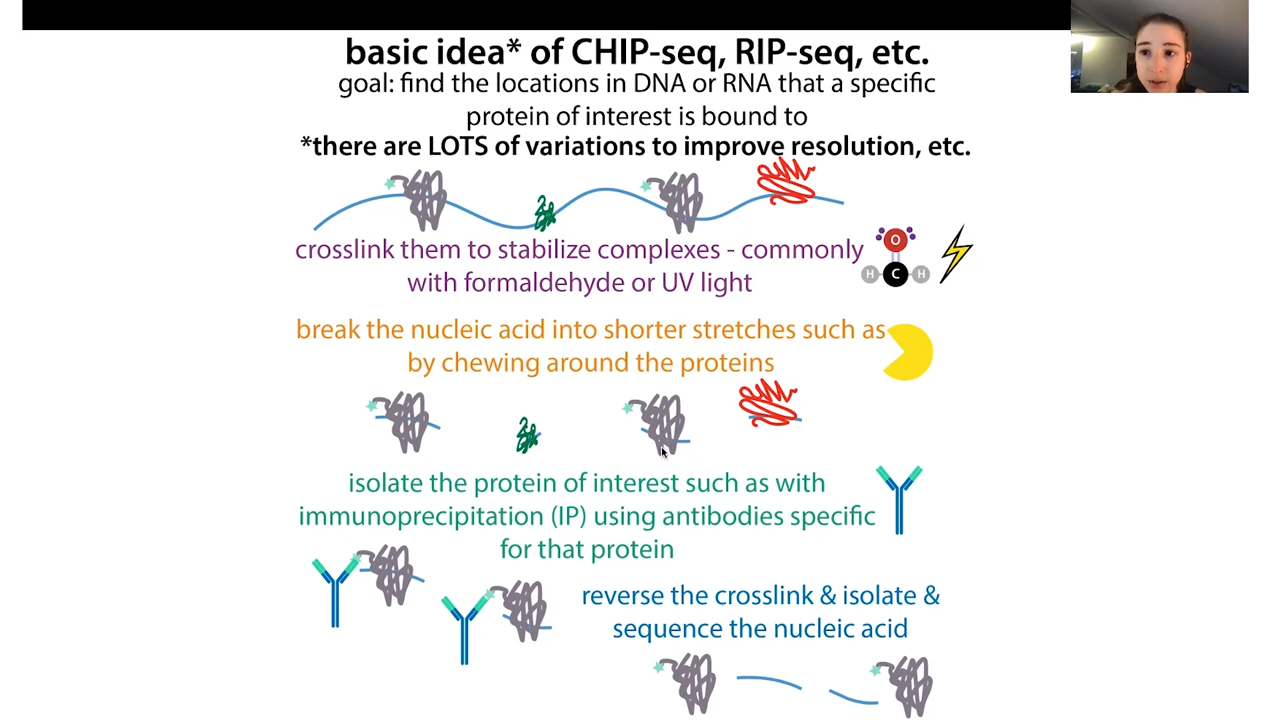 basic idea* of CHIP-seq, RIP-seq, etc.
goal: find the locations in DNA or RNA that a specific
protein of interest is bound to
*there are LOTS of variations to improve resolution, etc.
crosslink them to stabilize complexes - commonly
with formaldehyde or UV light
O
H C H
break the nucleic acid into shorter stretches such as
by chewing around the proteins
isolate the protein of interest such as with
immunoprecipitation (IP) using antibodies specific
for that protein
reverse the crosslink & isolate &
sequence the nucleic acid